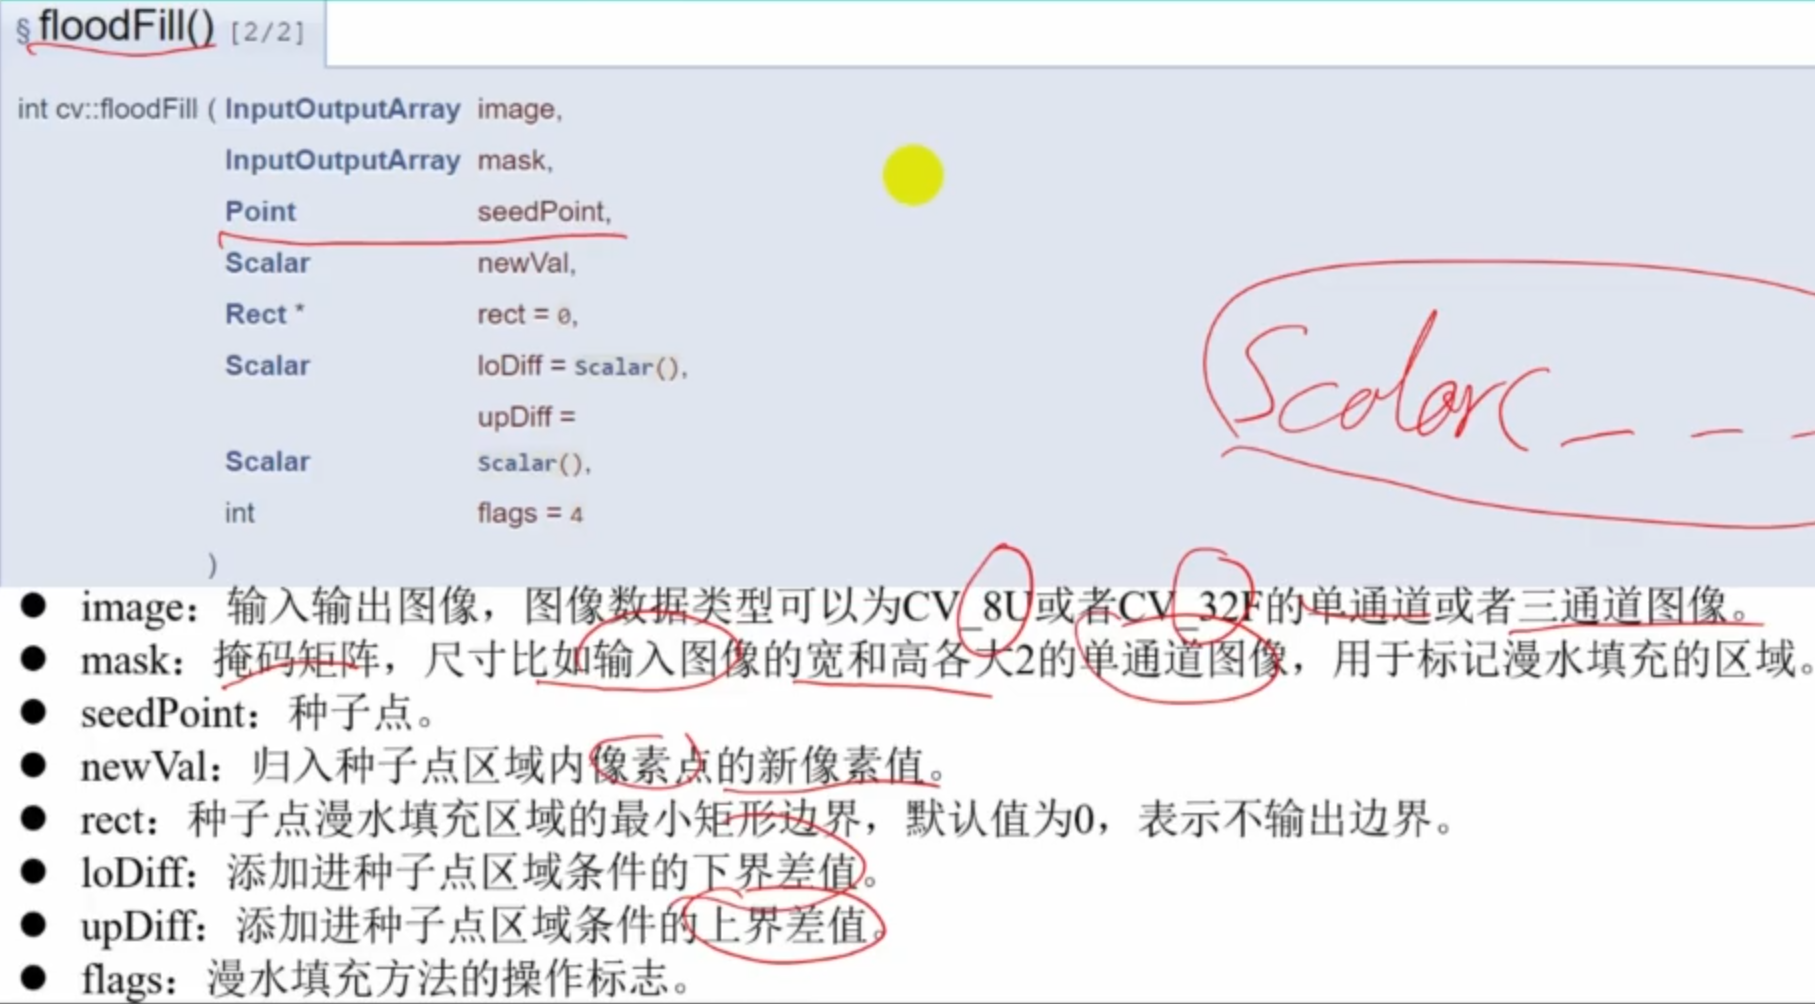 § floodFill() [2/2]
int cv::floodFill ( InputOutputArray image,
InputOutputArray mask,
Point seedPoint,
Scalar newVal,
Rect * rect = 0,
Scalar loDiff = Scalar(),
upDiff =
Scalar Scalar(),
int flags = 4
)
Scalar( _ _ _
● image：输入输出图像，图像数据类型可以为CV_8U或者CV_32F的单通道或者三通道图像。
● mask：掩码矩阵，尺寸比如输入图像的宽和高各大2的单通道图像，用于标记漫水填充的区域。
● seedPoint：种子点。
● newVal：归入种子点区域内像素点的新像素值。
● rect：种子点漫水填充区域的最小矩形边界，默认值为0，表示不输出边界。
● loDiff：添加进种子点区域条件的下界差值。
● upDiff：添加进种子点区域条件的上界差值。
● flags：漫水填充方法的操作标志。